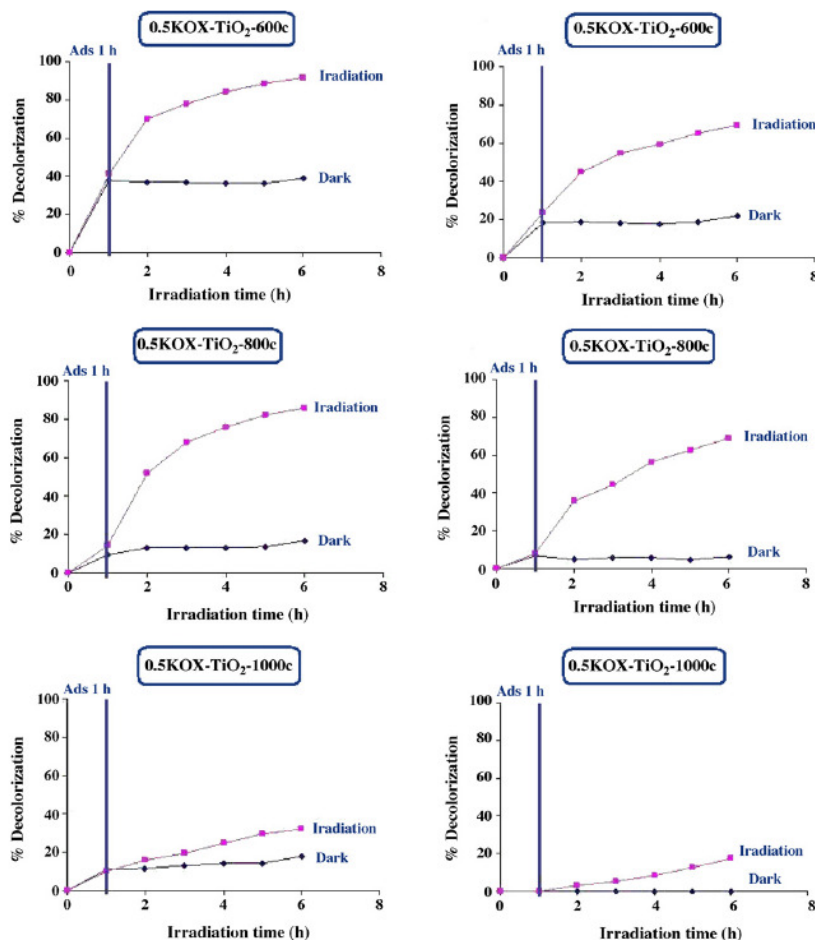 0.5KOX-TiO₂-600c
Ads 1 h
100
80
60
40
20
0
% Decolorization
Iradiation
Dark
0 2 4 6 8
Irradiation time (h)
0.5KOX-TiO₂-600c
Ads 1 h
100
80
60
40
20
0
% Decolorization
Irradiation
Dark
0 2 4 6 8
Irradiation time (h)
0.5KOX-TiO₂-800c
Ads 1 h
100
80
60
40
20
0
% Decolorization
Iradiation
Dark
0 2 4 6 8
Irradiation time (h)
0.5KOX-TiO₂-800c
Ads 1 h
100
80
60
40
20
0
% Decolorization
Iradiation
Dark
0 2 4 6 8
Irradiation time (h)
0.5KOX-TiO₂-1000c
Ads 1 h
100
80
60
40
20
0
% Decolorization
Iradiation
Dark
0 2 4 6 8
Irradiation time (h)
0.5KOX-TiO₂-1000c
Ads 1 h
100
80
60
40
20
0
% Decolorization
Iradiation
Dark
0 2 4 6 8
Irradiation time (h)